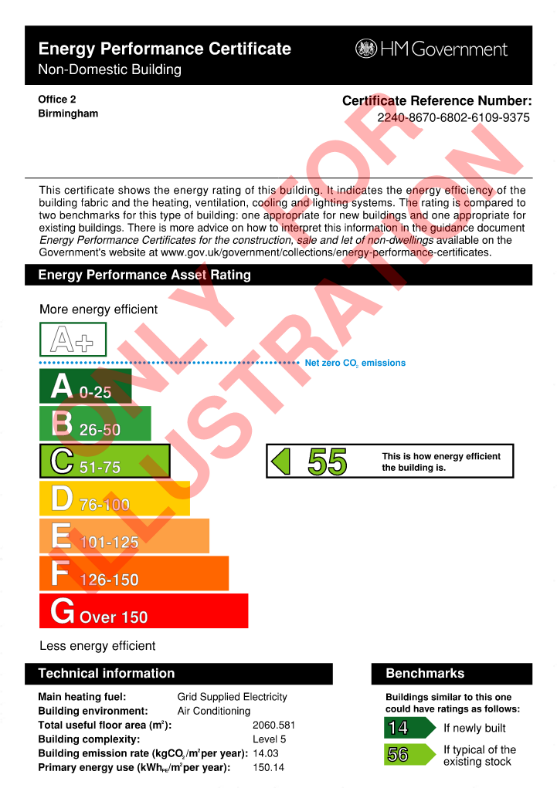 Energy Performance Certificate
HM Government
Non-Domestic Building
Office 2
Birmingham
Certificate Reference Number:
2240-8670-6802-6109-9375
This certificate shows the energy rating of this building. It indicates the energy efficiency of the
building fabric and the heating, ventilation, cooling and lighting systems. The rating is compared to
two benchmarks for this type of building: one appropriate for new buildings and one appropriate for
existing buildings. There is more advice on how to interpret this information in the guidance document
Energy Performance Certificates for the construction, sale and let of non-dwellings available on the
Government's website at www.gov.uk/government/collections/energy-performance-certificates.
Energy Performance Asset Rating
More energy efficient
A+
Net zero CO₂ emissions
A 0-25
B 26-50
C 51-75
55
This is how energy efficient
the building is.
D 76-100
E 101-125
F 126-150
G Over 150
Less energy efficient
ONLY FOR
ILLUSTRATION
Technical information
Main heating fuel: Grid Supplied Electricity
Building environment: Air Conditioning
Total useful floor area (m²): 2060.581
Building complexity: Level 5
Building emission rate (kgCO₂/m²per year): 14.03
Primary energy use (kWhPE/m²per year): 150.14
Benchmarks
Buildings similar to this one
could have ratings as follows:
14 If newly built
56 If typical of the
existing stock